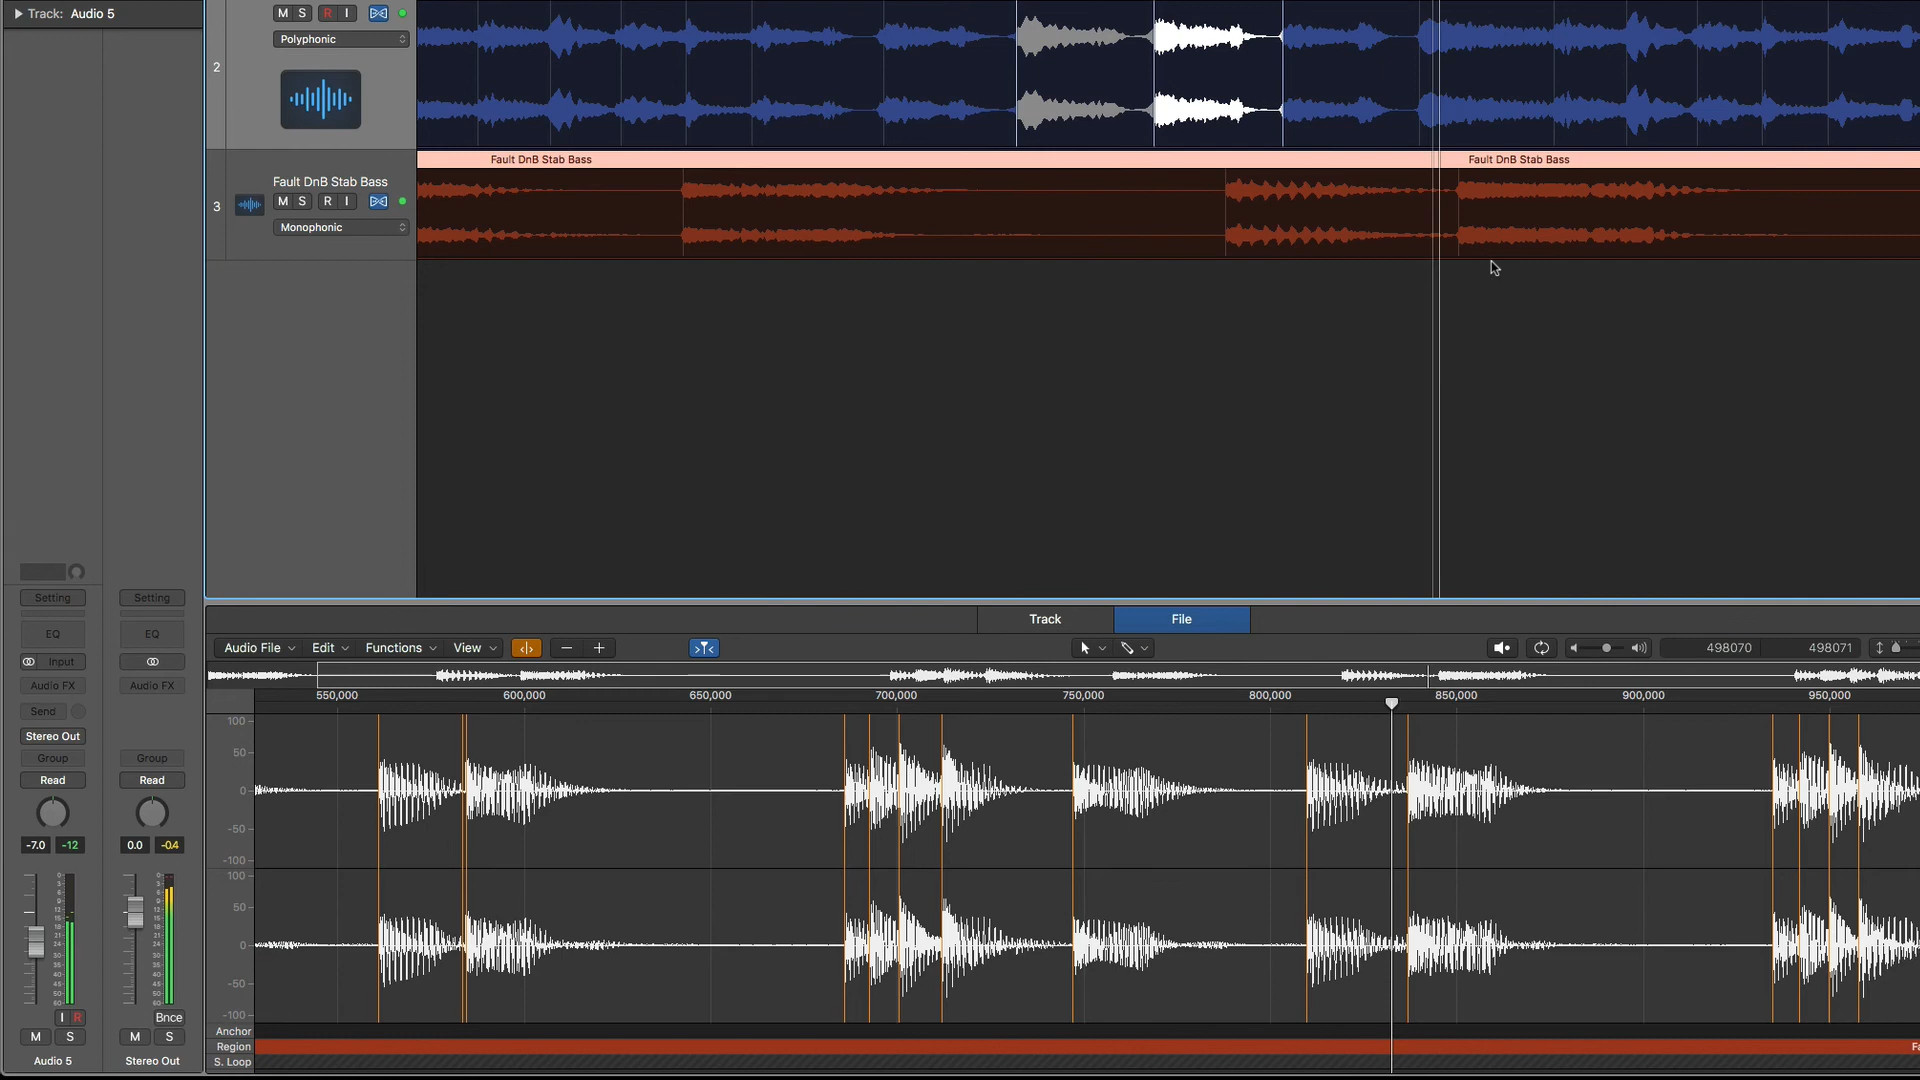 Track: Audio 5
M S R I
Polyphonic
2
Fault DnB Stab Bass
Fault DnB Stab Bass
Fault DnB Stab Bass
M S R I
3
Monophonic
Setting
Setting
EQ
EQ
Input
Audio FX
Audio FX
Send
Stereo Out
Group
Group
Read
Read
-7.0
-12
0.0
-0.4
I R
Bnce
M S
M S
Audio 5
Stereo Out
Track
File
Audio File
Edit
Functions
View
498070
498071
550,000
600,000
650,000
700,000
750,000
800,000
850,000
900,000
950,000
100
50
0
-50
-100
100
50
0
-50
-100
Anchor
Region
S. Loop